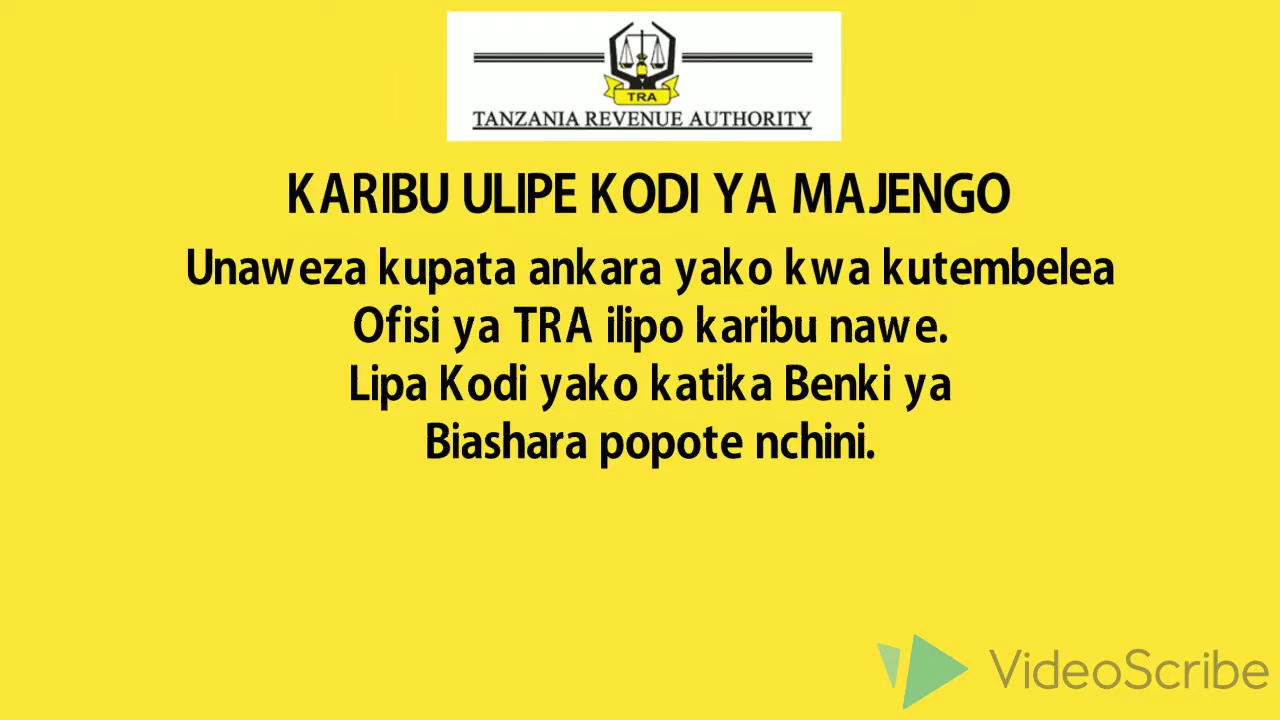 TRA
TANZANIA REVENUE AUTHORITY
KARIBU ULIPE KODI YA MAJENGO
Unaweza kupata ankara yako kwa kutembelea
Ofisi ya TRA ilipo karibu nawe.
Lipa Kodi yako katika Benki ya
Biashara popote nchini.
VideoScribe